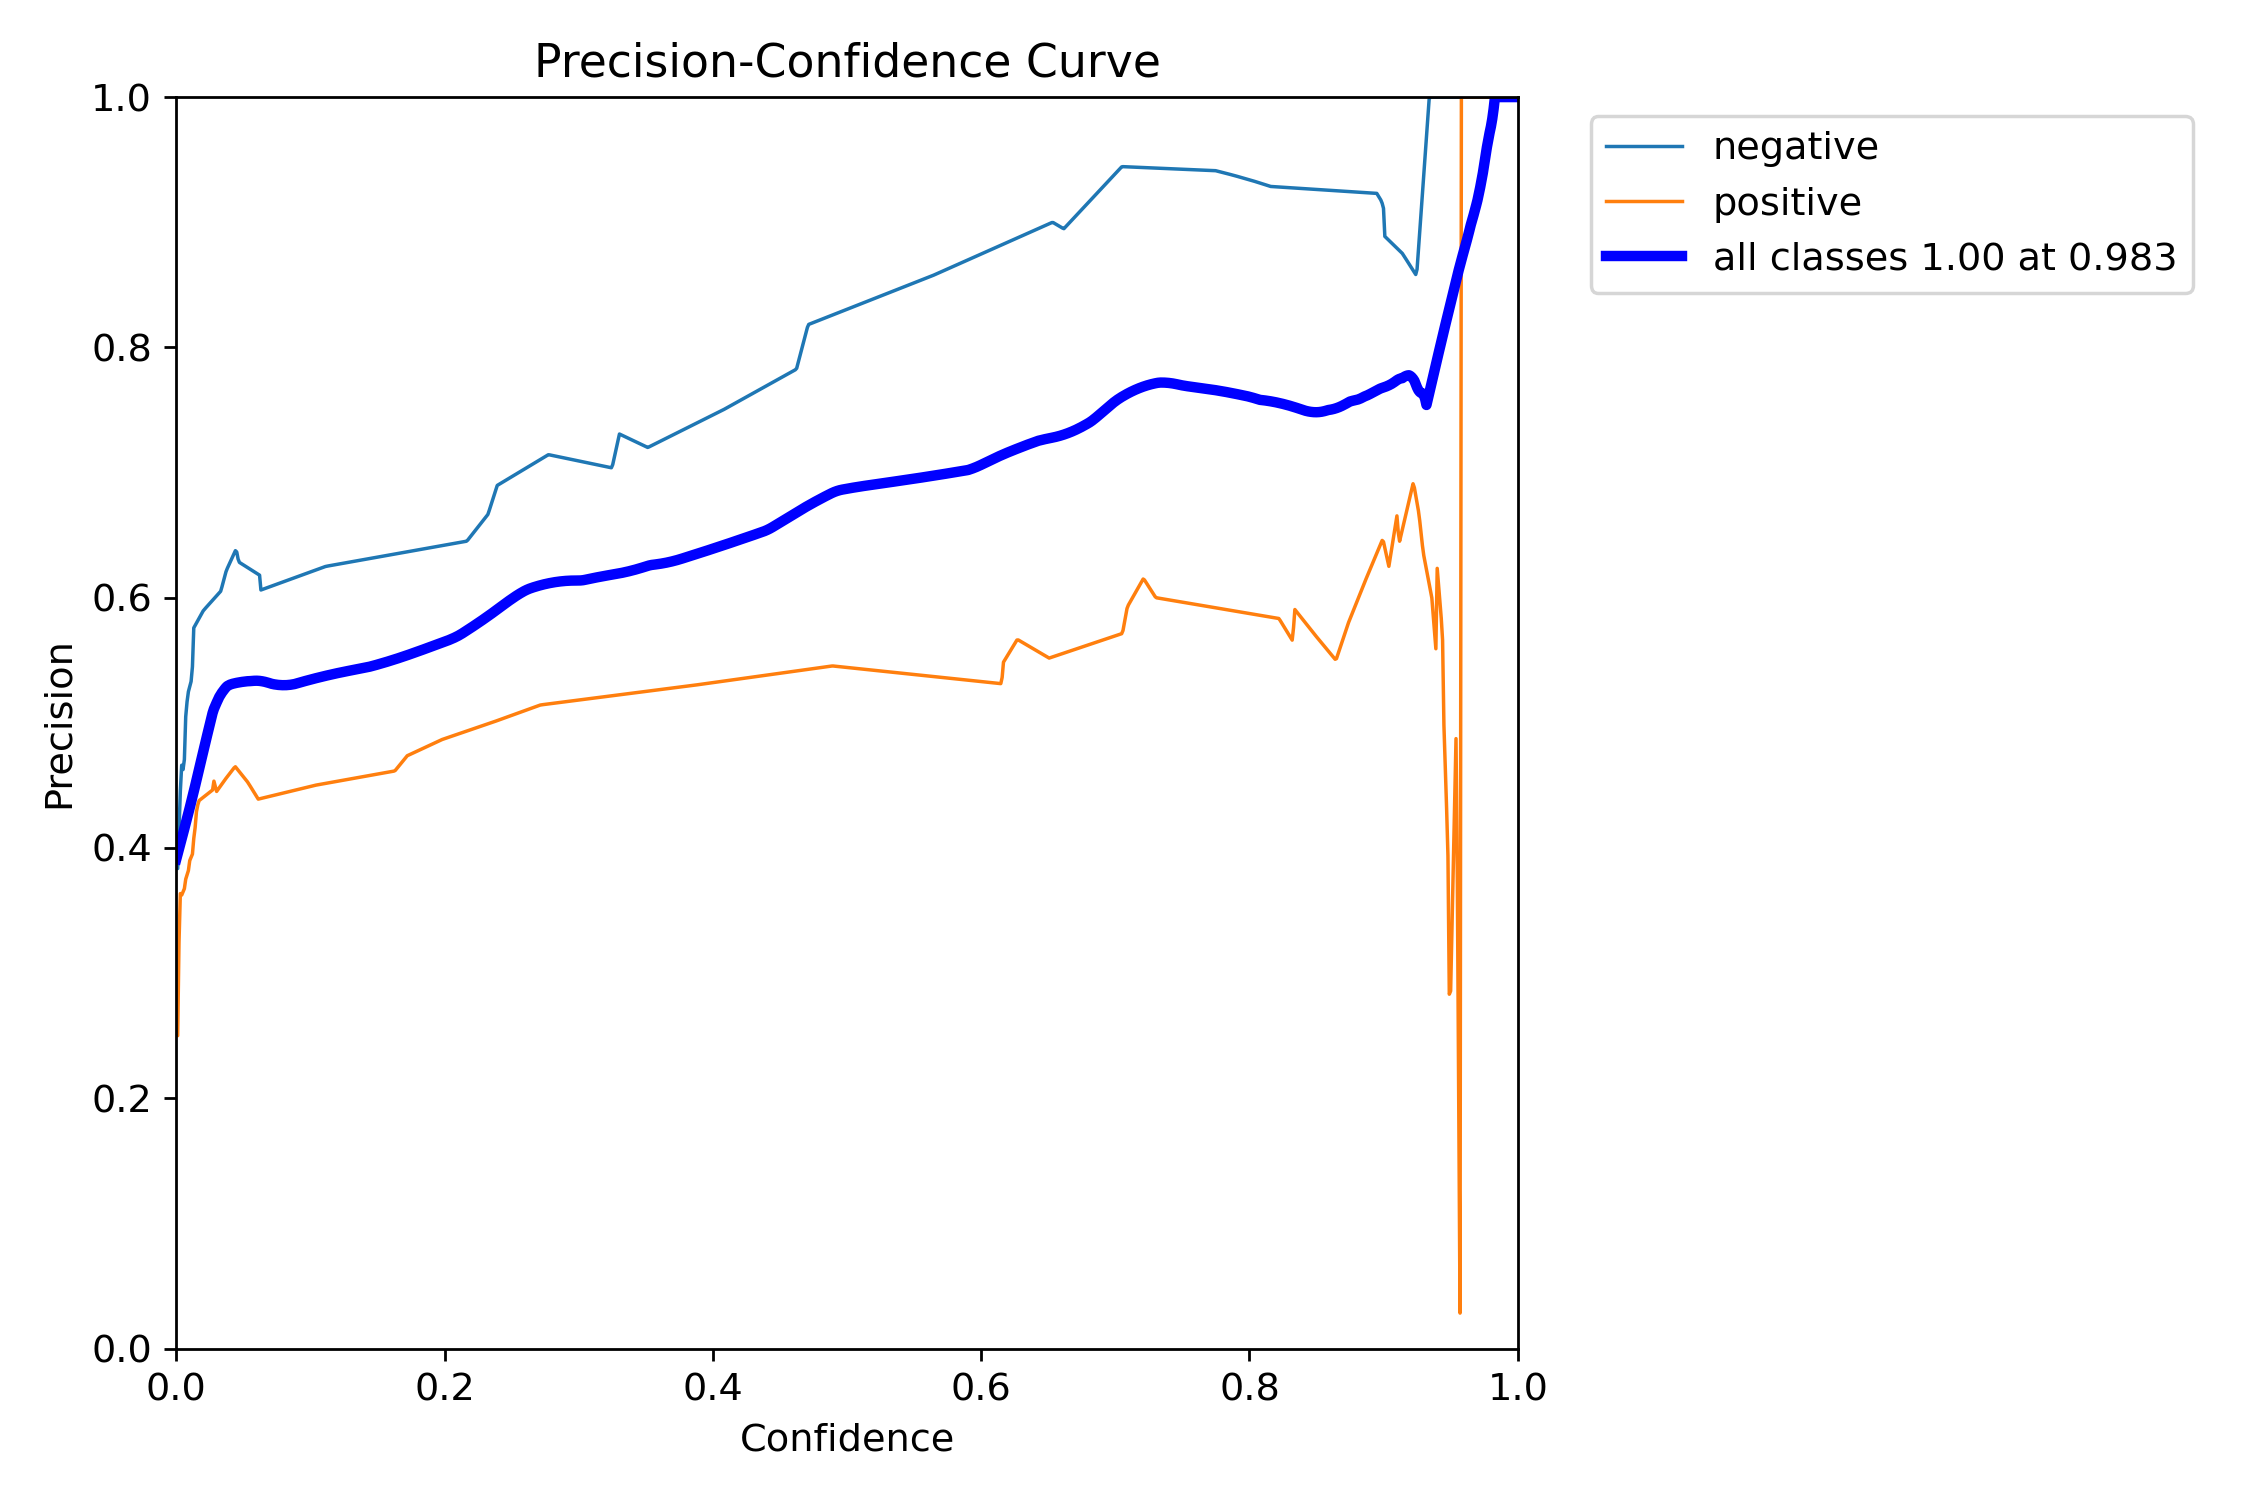 Precision-Confidence Curve
1.0
0.8
0.6
0.4
0.2
0.0
Precision
0.0 0.2 0.4 0.6 0.8 1.0
Confidence
negative
positive
all classes 1.00 at 0.983